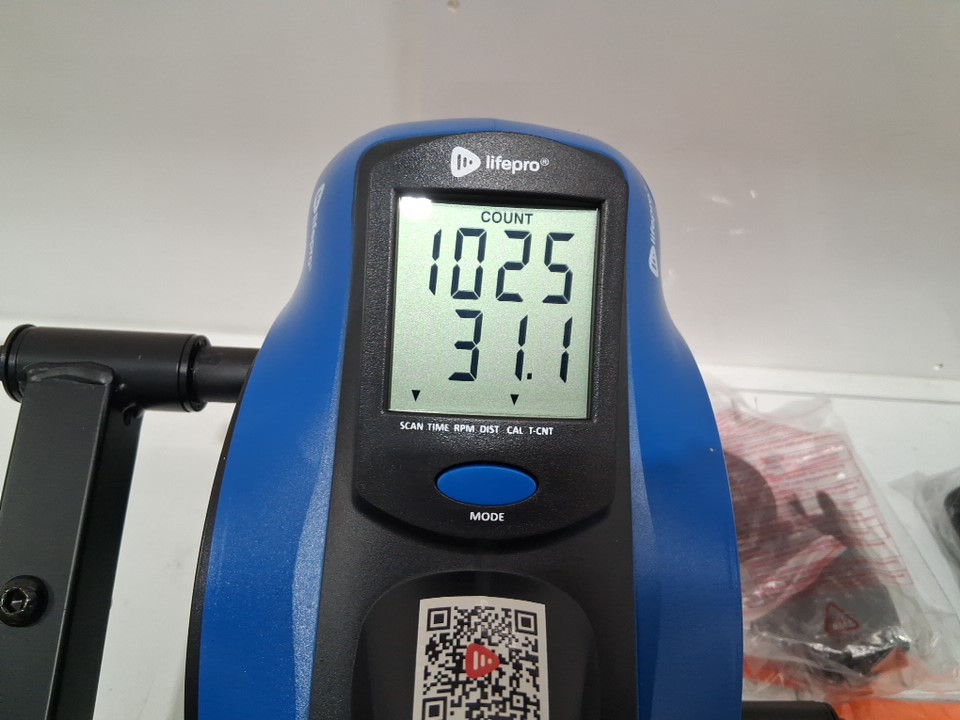 lifepro®
COUNT
1025
31.1
SCAN TIME RPM DIST CAL T-CNT
MODE